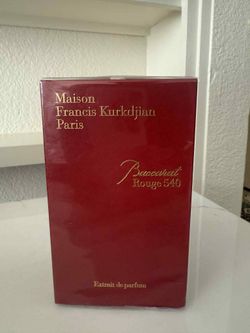 Maison
Francis Kurkdjian
Paris
Baccarat
Rouge 540
Extrait de parfum